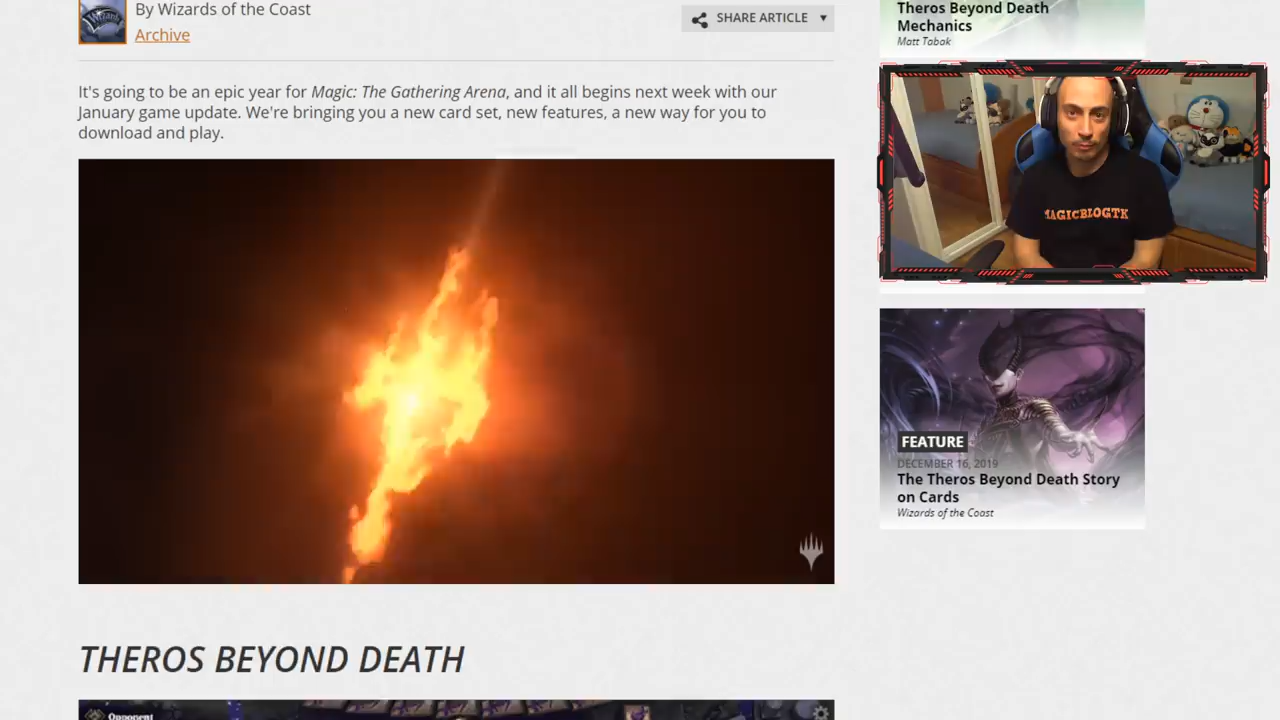 By Wizards of the Coast
Archive
SHARE ARTICLE
It's going to be an epic year for Magic: The Gathering Arena, and it all begins next week with our
January game update. We're bringing you a new card set, new features, a new way for you to
download and play.
THEROS BEYOND DEATH
Opponent
Theros Beyond Death
Mechanics
Matt Tabak
MAGICBLOGTK
FEATURE
DECEMBER 16, 2019
The Theros Beyond Death Story
on Cards
Wizards of the Coast